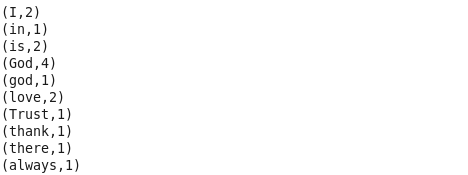 (I,2)
(in,1)
(is,2)
(God,4)
(god,1)
(love,2)
(Trust,1)
(thank,1)
(there,1)
(always,1)